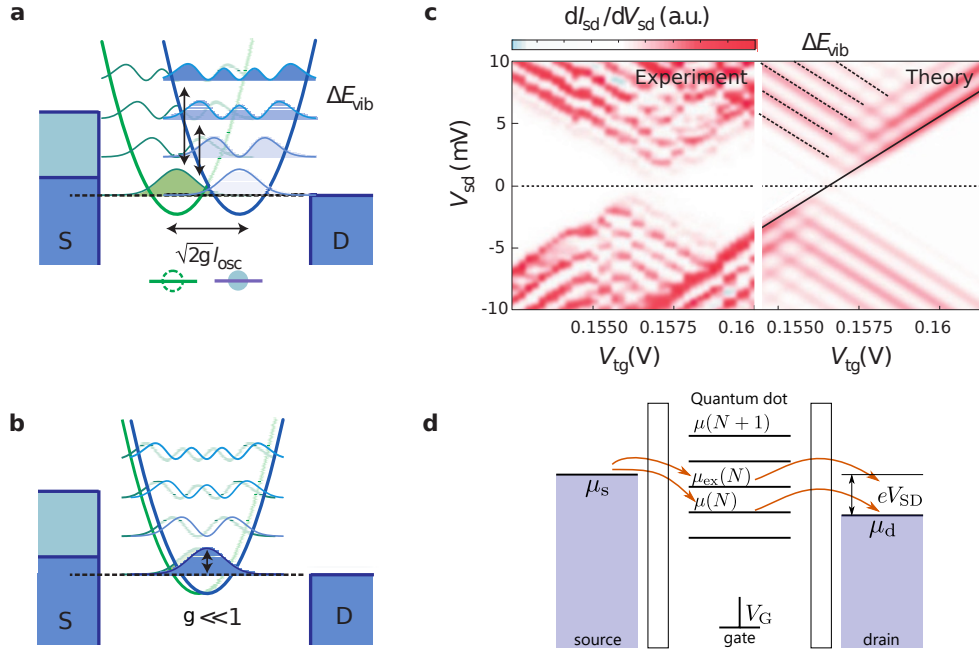 a
ΔE_vib
S
D
√2g l_osc
b
S
D
g ≪1
c
dI_sd/dV_sd (a.u.)
ΔE_vib
Experiment
Theory
10
5
0
-5
-10
V_sd (mV)
0.1550 0.1575 0.16
0.1550 0.1575 0.16
V_tg(V)
V_tg(V)
d
Quantum dot
μ(N + 1)
μ_s
μ_ex(N)
μ(N)
eV_SD
μ_d
V_G
source
gate
drain